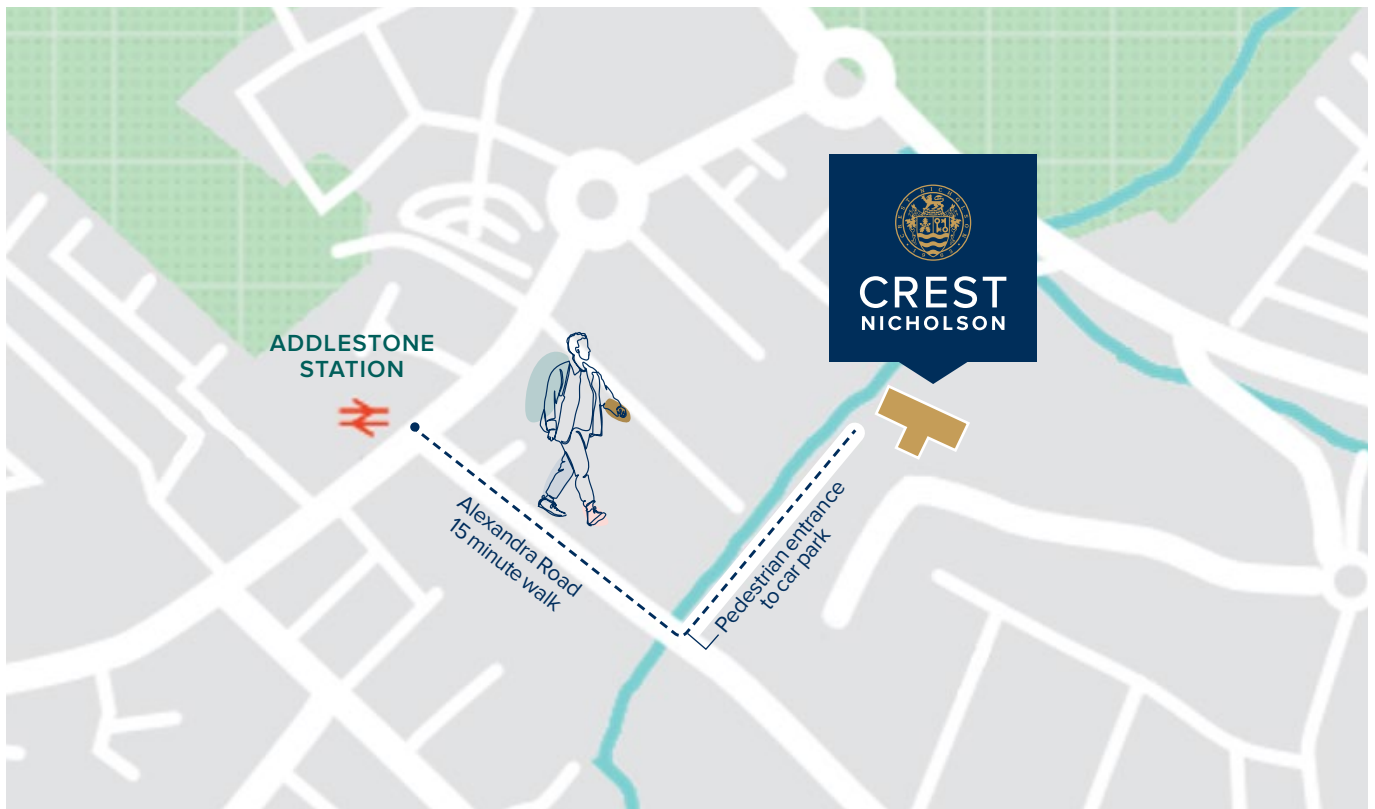 CREST
NICHOLSON
ADDLESTONE
STATION
Alexandra Road
15 minute walk
Pedestrian entrance
to car park